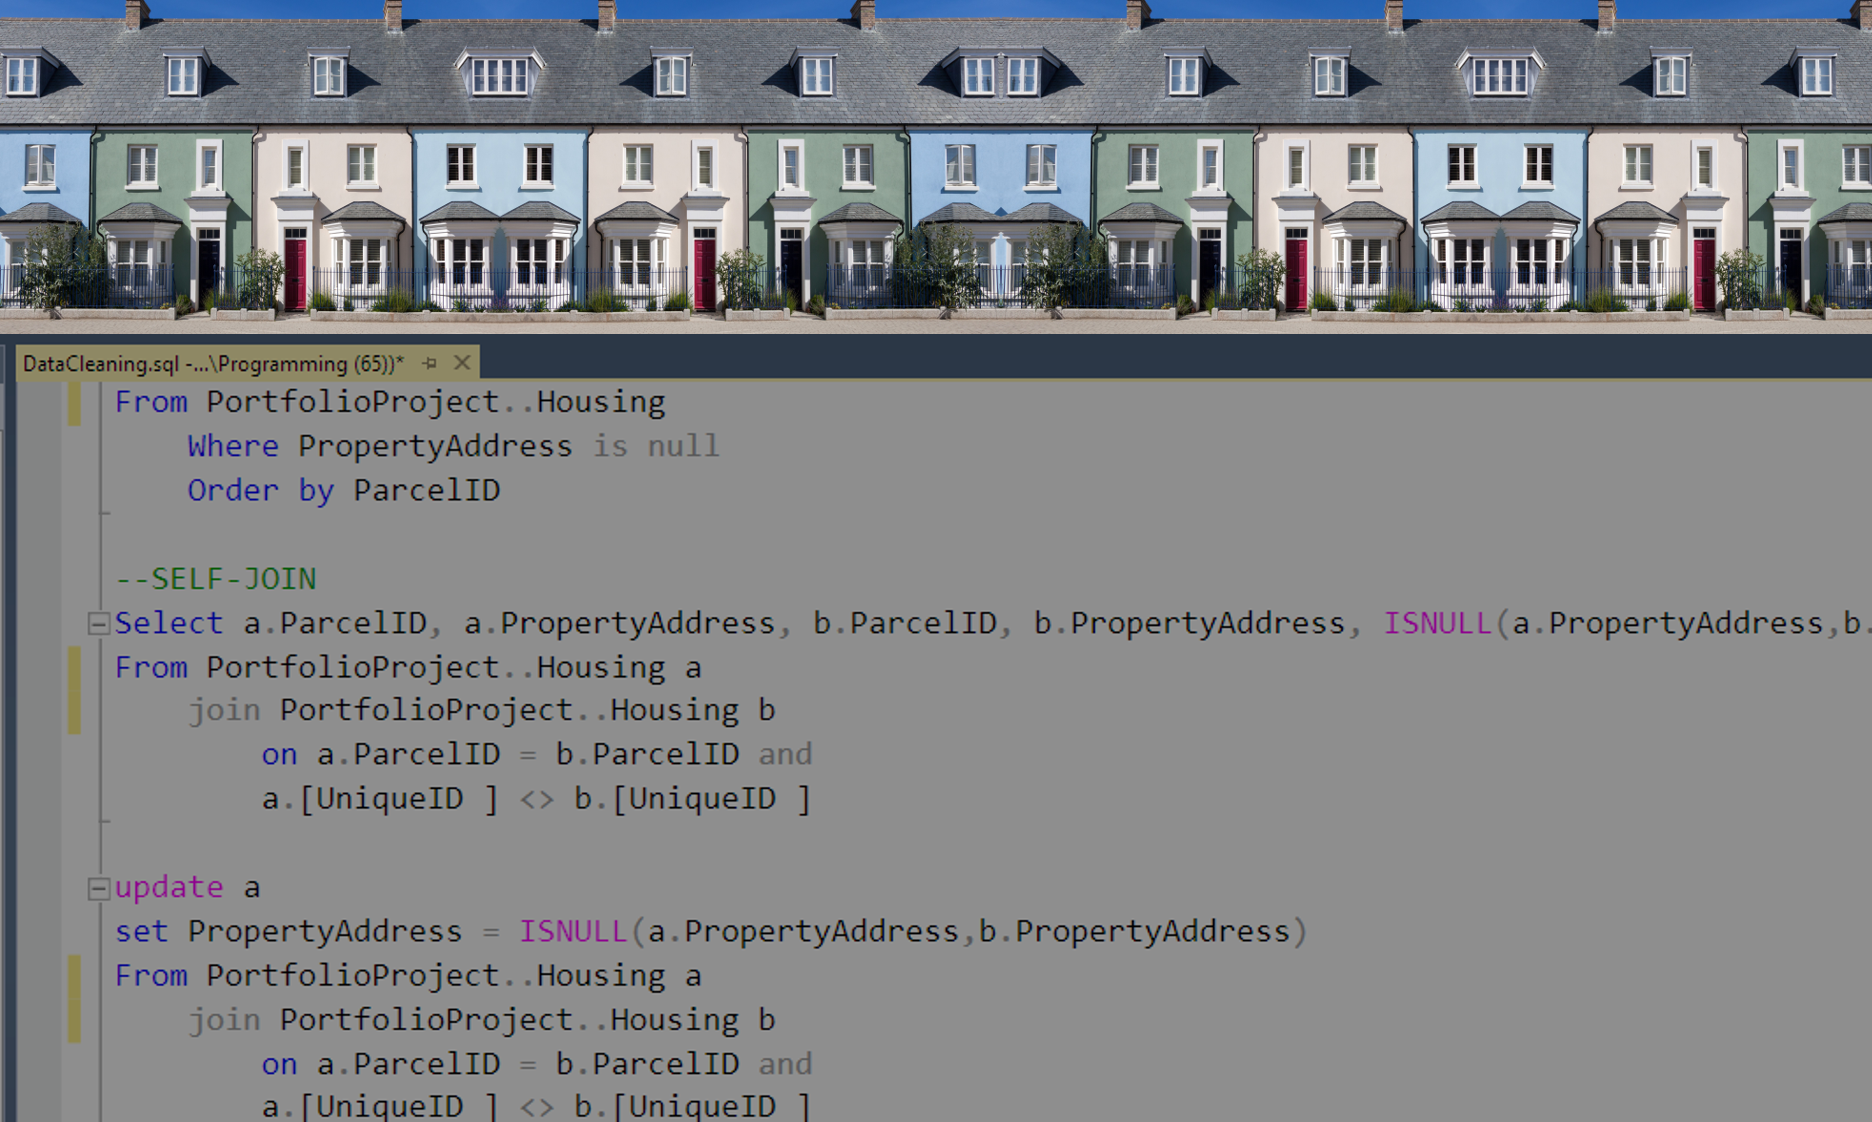 DataCleaning.sql -...\Programming (65))*
From PortfolioProject..Housing
Where PropertyAddress is null
Order by ParcelID
--SELF-JOIN
Select a.ParcelID, a.PropertyAddress, b.ParcelID, b.PropertyAddress, ISNULL(a.PropertyAddress,b.
From PortfolioProject..Housing a
join PortfolioProject..Housing b
on a.ParcelID = b.ParcelID and
a.[UniqueID ] <> b.[UniqueID ]
update a
set PropertyAddress = ISNULL(a.PropertyAddress,b.PropertyAddress)
From PortfolioProject..Housing a
join PortfolioProject..Housing b
on a.ParcelID = b.ParcelID and
a.[UniqueID ] <> b.[UniqueID ]